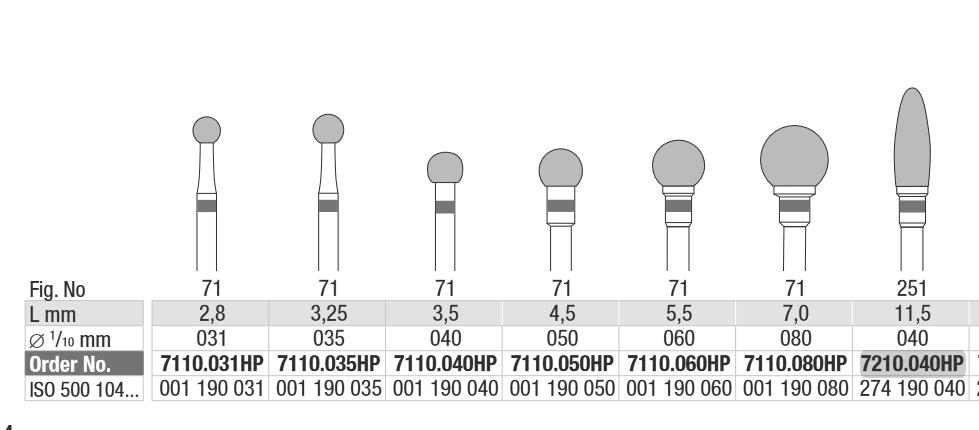 Fig. No 71 71 71 71 71 71 251
L mm 2,8 3,25 3,5 4,5 5,5 7,0 11,5
⌀ 1/10 mm 031 035 040 050 060 080 040
Order No. 7110.031HP 7110.035HP 7110.040HP 7110.050HP 7110.060HP 7110.080HP 7210.040HP
ISO 500 104... 001 190 031 001 190 035 001 190 040 001 190 050 001 190 060 001 190 080 274 190 040